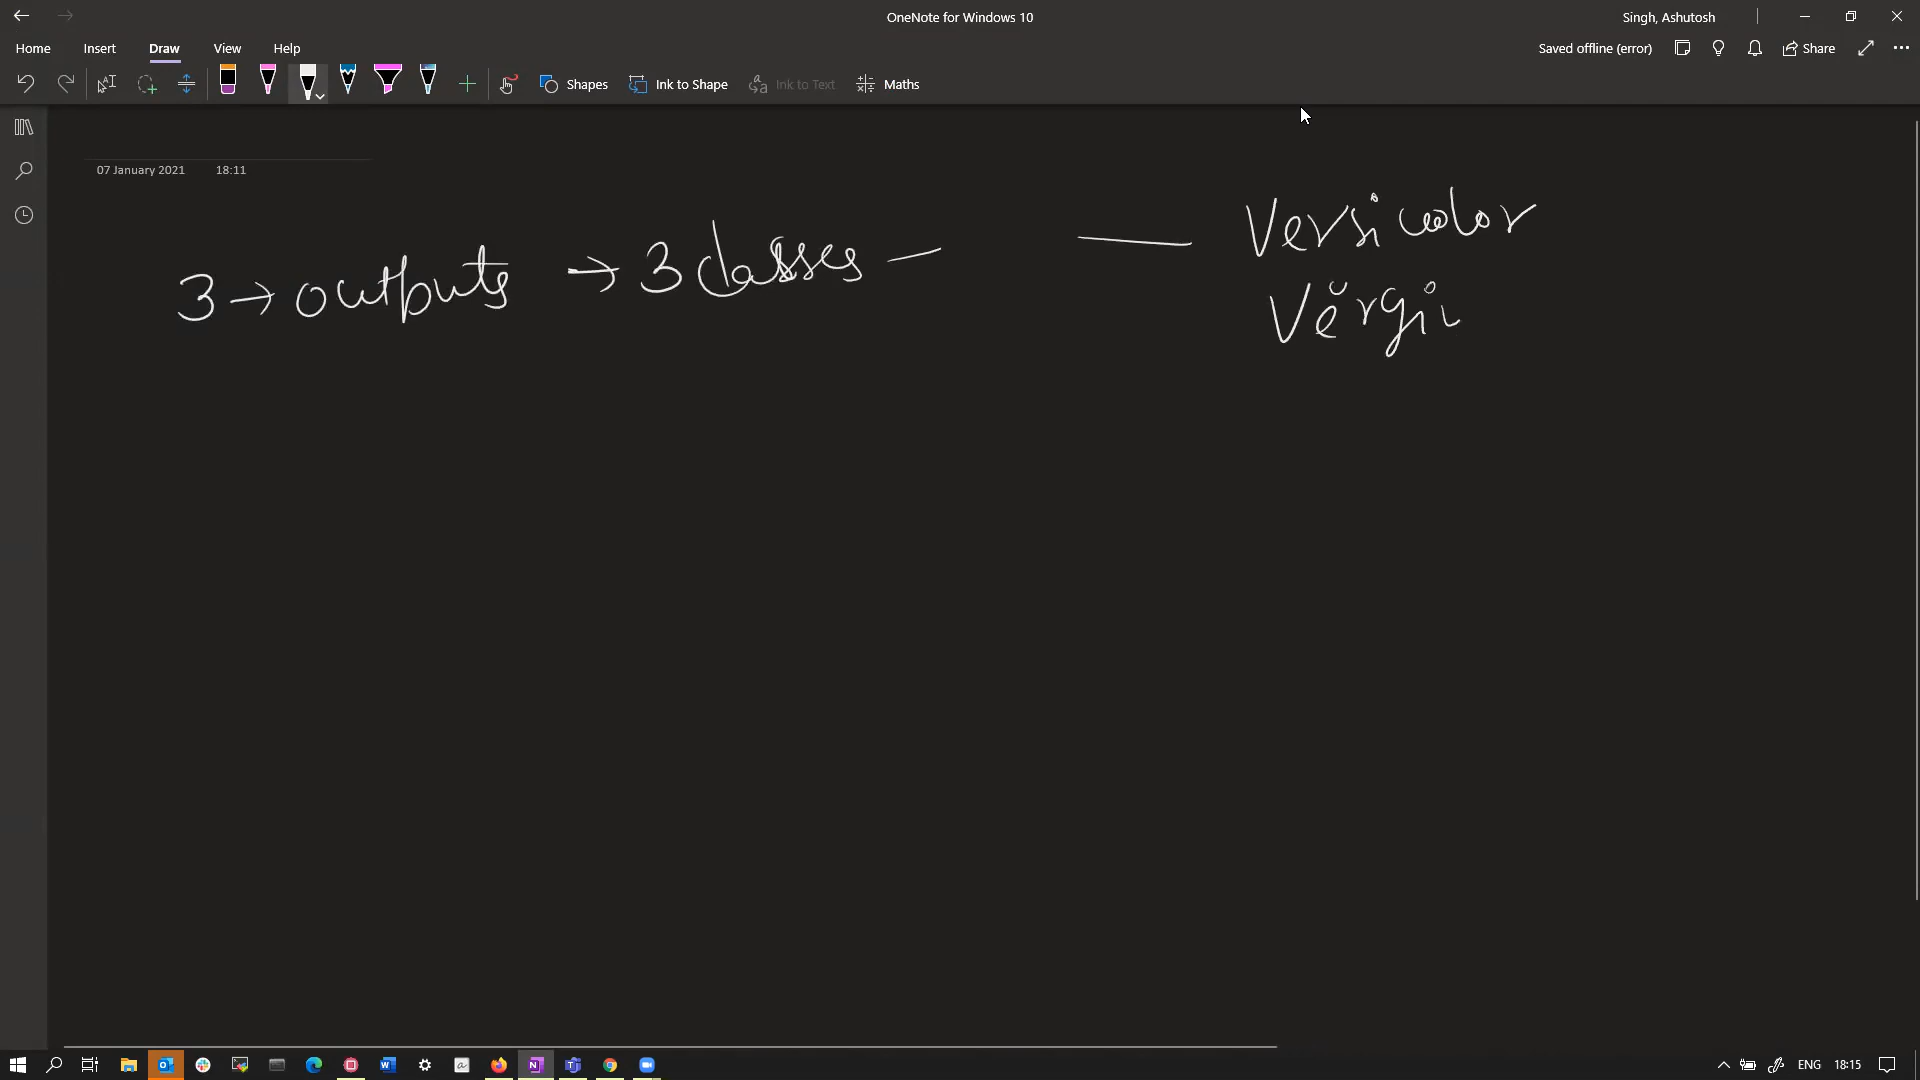 OneNote for Windows 10
Singh, Ashutosh
Home Insert Draw View Help
Saved offline (error) Share
Shapes Ink to Shape Ink to Text Maths
07 January 2021 18:11
Versicolor
3 → outputs → 3 classes —
Vergi
ENG 18:15